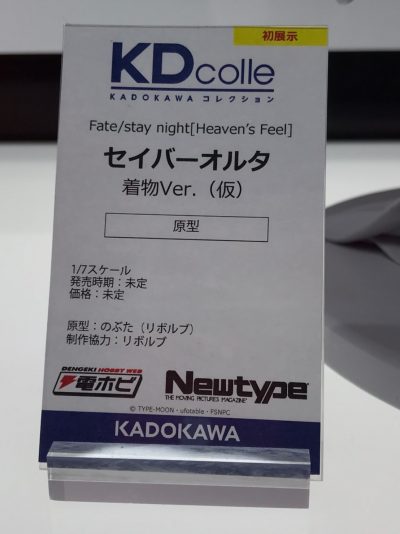 初展示
KDcolle
KADOKAWA コレクション
Fate/stay night[Heaven's Feel]
セイバーオルタ
着物Ver.（仮）
原型
1/7スケール
発売時期：未定
価格：未定
原型：のぶた（リボルブ）
制作協力：リボルブ
DENGEKI HOBBY WEB
電ホビ
Newtype
THE MOVING PICTURES MAGAZINE
© TYPE-MOON・ufotable・FSNPC
KADOKAWA